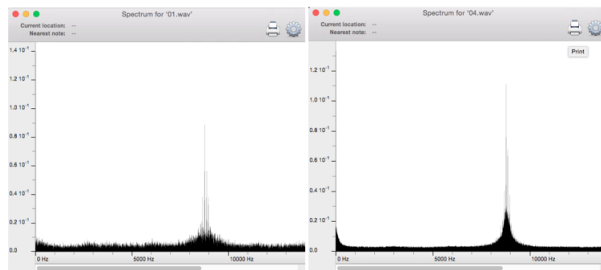 Spectrum for '01.wav'
Current location: --
Nearest note: --
1.4 10⁻¹
1.2 10⁻¹
1.0 10⁻¹
0.8 10⁻¹
0.6 10⁻¹
0.4 10⁻¹
0.2 10⁻¹
0.0
0 Hz 5000 Hz 10000 Hz
Spectrum for '04.wav'
Current location: --
Nearest note: --
Print
1.2 10⁻¹
1.0 10⁻¹
0.8 10⁻¹
0.6 10⁻¹
0.4 10⁻¹
0.2 10⁻¹
0.0
0 Hz 5000 Hz 10000 Hz